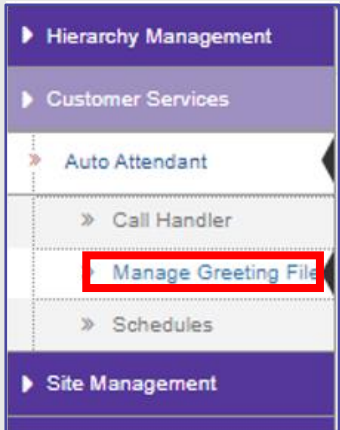 Hierarchy Management
Customer Services
» Auto Attendant
» Call Handler
Manage Greeting File
» Schedules
Site Management